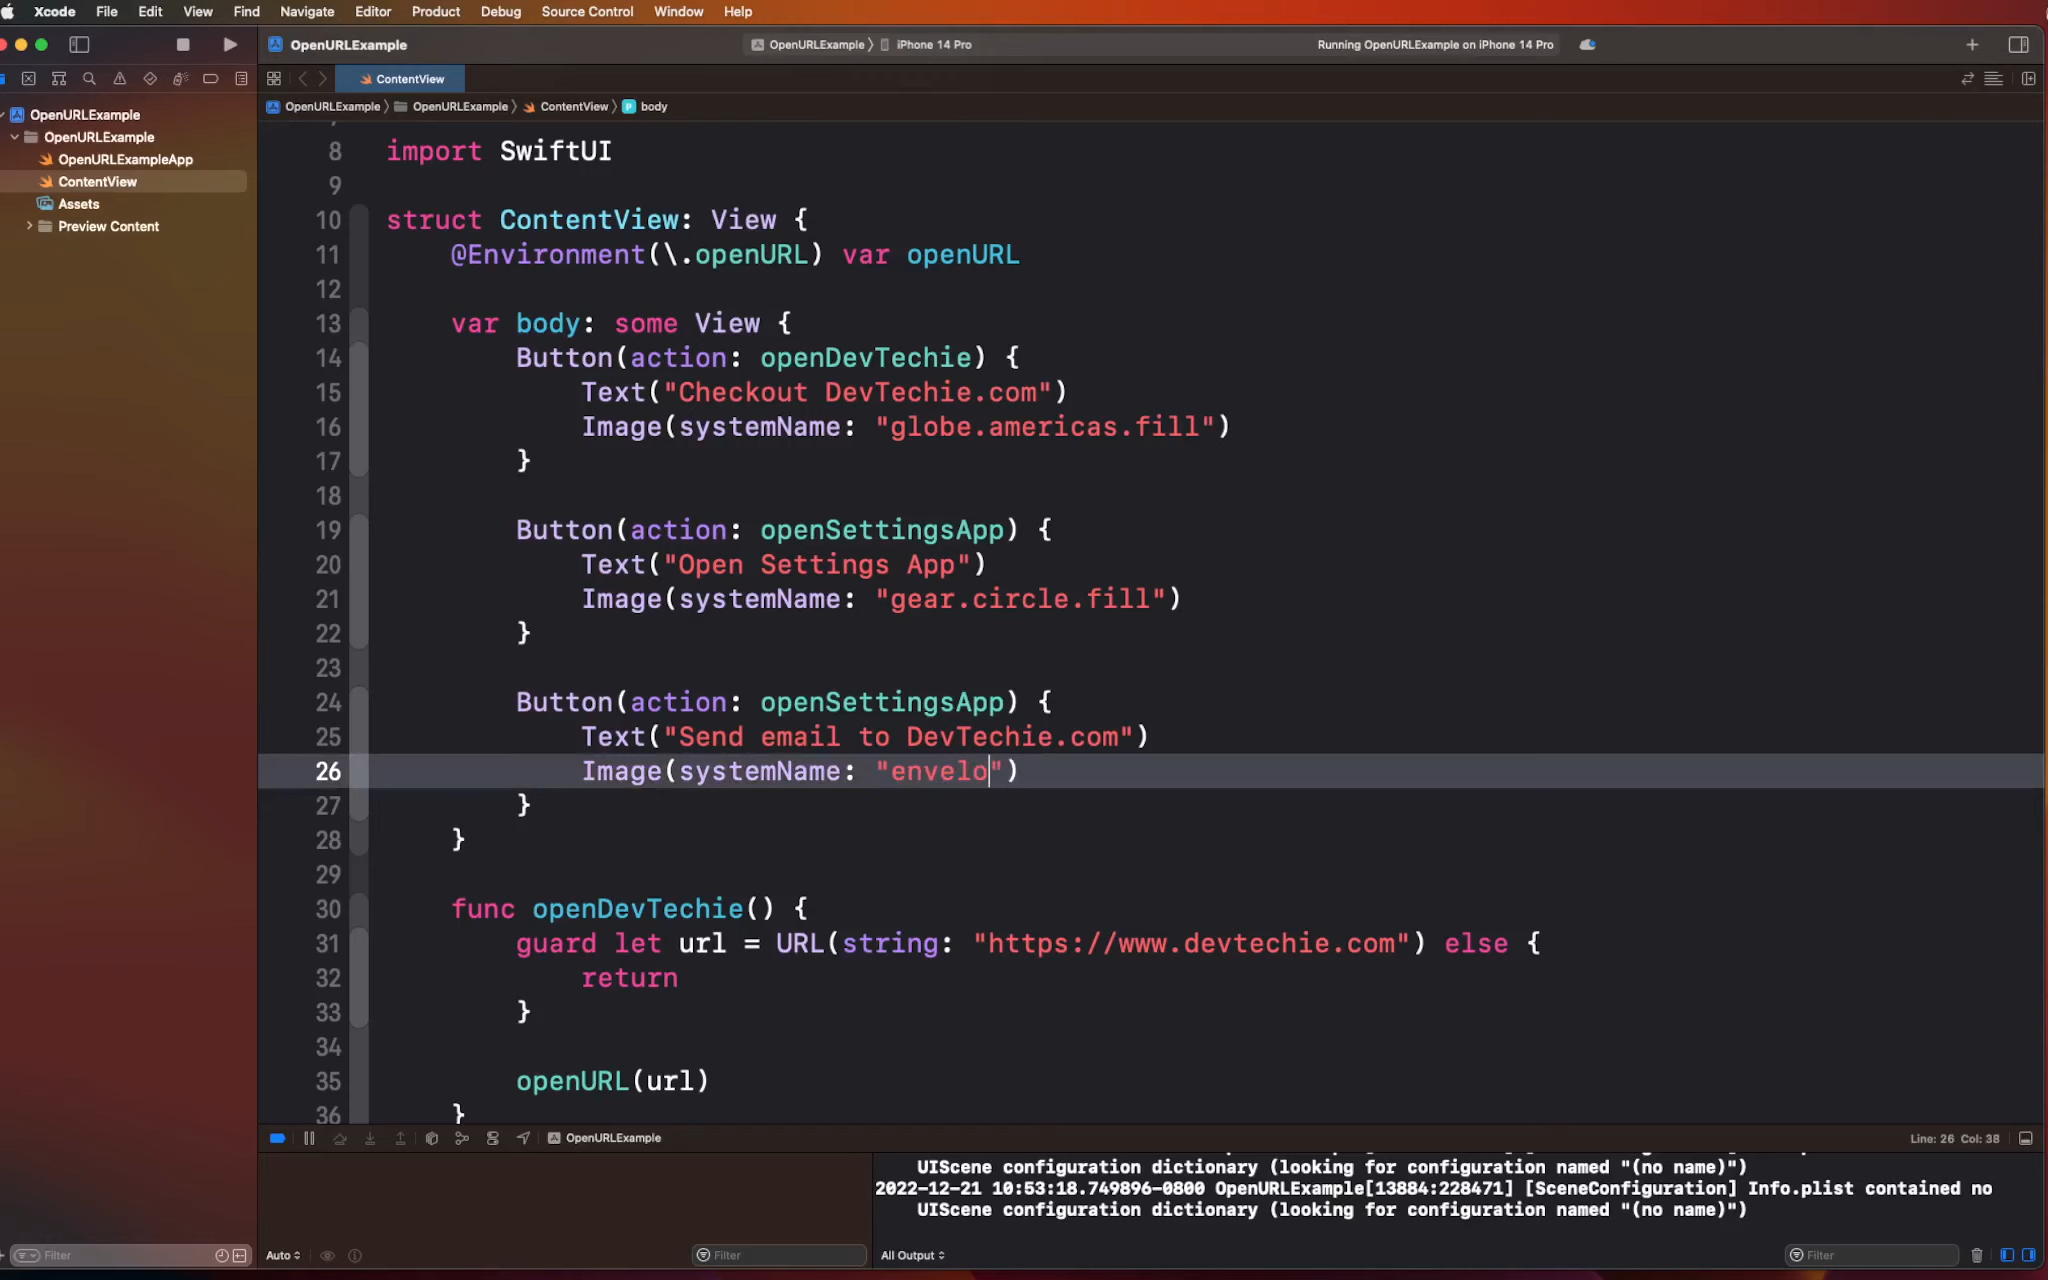 Xcode File Edit View Find Navigate Editor Product Debug Source Control Window Help
OpenURLExample
OpenURLExample 〉 iPhone 14 Pro
Running OpenURLExample on iPhone 14 Pro
ContentView
OpenURLExample 〉 OpenURLExample 〉 ContentView 〉 body
OpenURLExample
OpenURLExample
OpenURLExampleApp
ContentView
Assets
Preview Content
8 import SwiftUI
9
10 struct ContentView: View {
11 @Environment(\.openURL) var openURL
12
13 var body: some View {
14 Button(action: openDevTechie) {
15 Text("Checkout DevTechie.com")
16 Image(systemName: "globe.americas.fill")
17 }
18
19 Button(action: openSettingsApp) {
20 Text("Open Settings App")
21 Image(systemName: "gear.circle.fill")
22 }
23
24 Button(action: openSettingsApp) {
25 Text("Send email to DevTechie.com")
26 Image(systemName: "envelo")
27 }
28 }
29
30 func openDevTechie() {
31 guard let url = URL(string: "https://www.devtechie.com") else {
32 return
33 }
34
35 openURL(url)
36 }
OpenURLExample
Line: 26 Col: 38
UIScene configuration dictionary (looking for configuration named "(no name)")
2022-12-21 10:53:18.749896-0800 OpenURLExample[13884:228471] [SceneConfiguration] Info.plist contained no
UIScene configuration dictionary (looking for configuration named "(no name)")
Filter
Auto
Filter
All Output
Filter